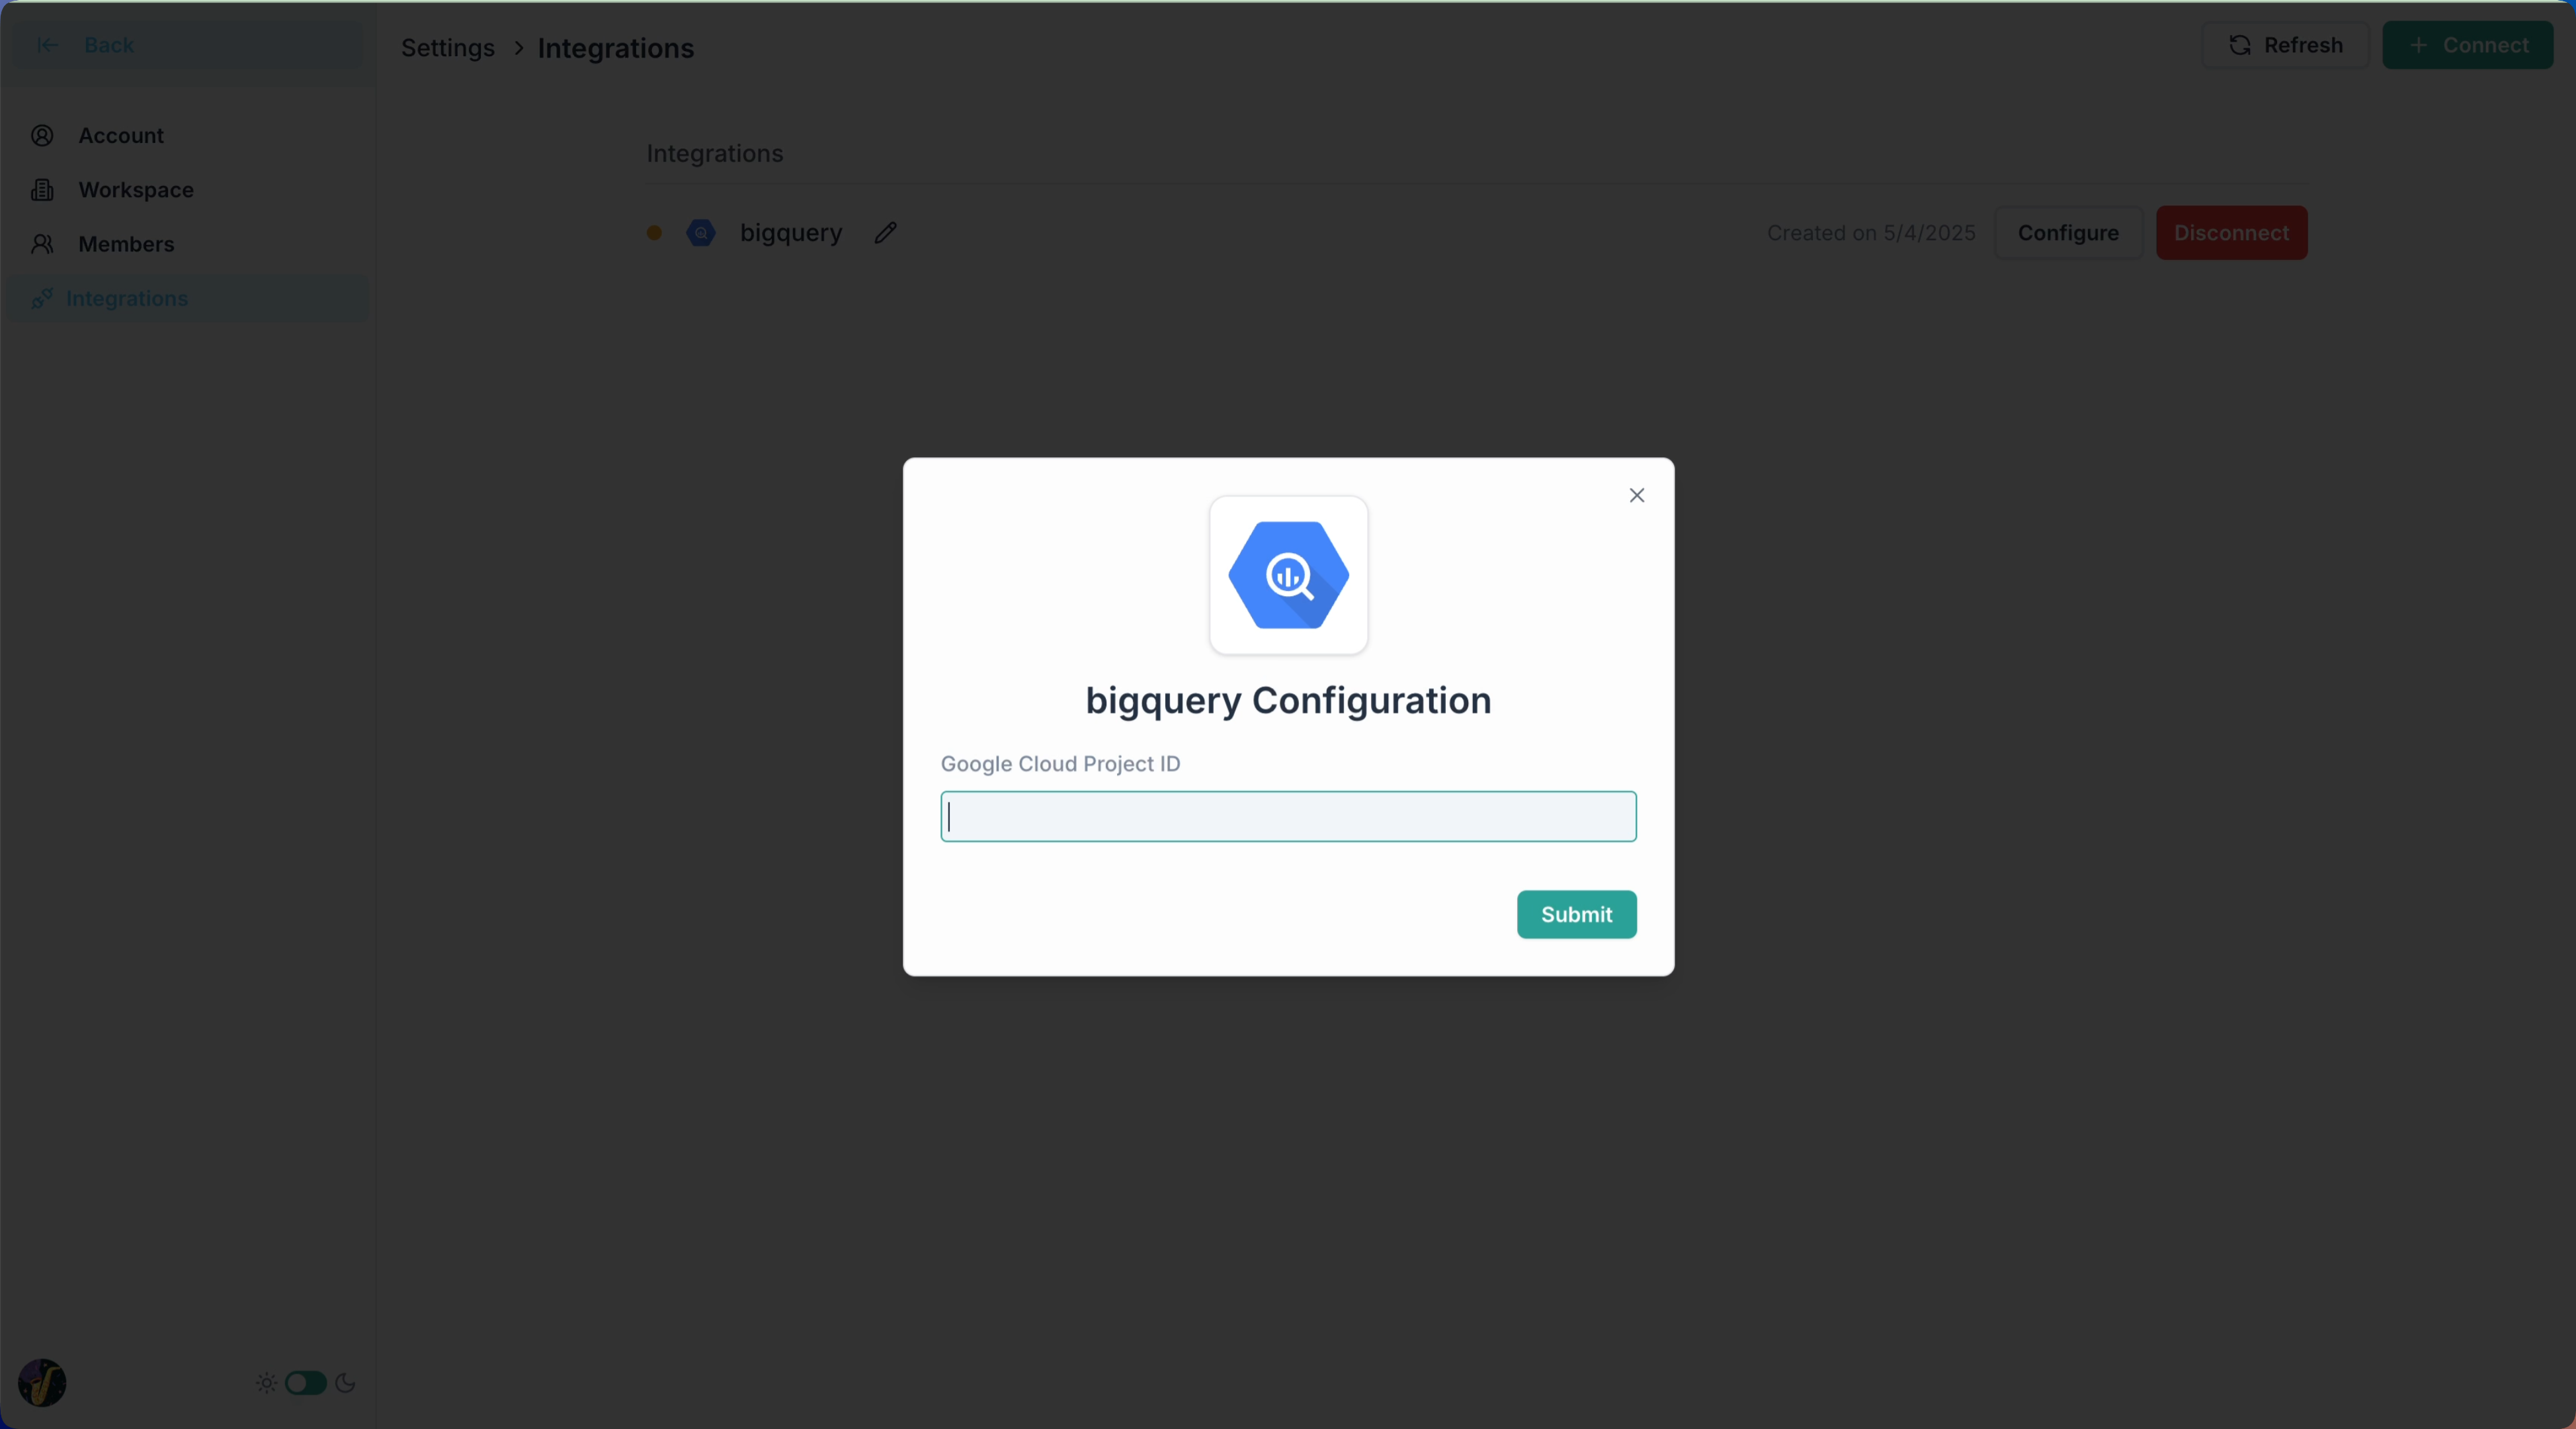 Back
Settings > Integrations
Refresh
+ Connect
Account
Workspace
Members
Integrations
Integrations
bigquery
Created on 5/4/2025
Configure
Disconnect
bigquery Configuration
Google Cloud Project ID
Submit